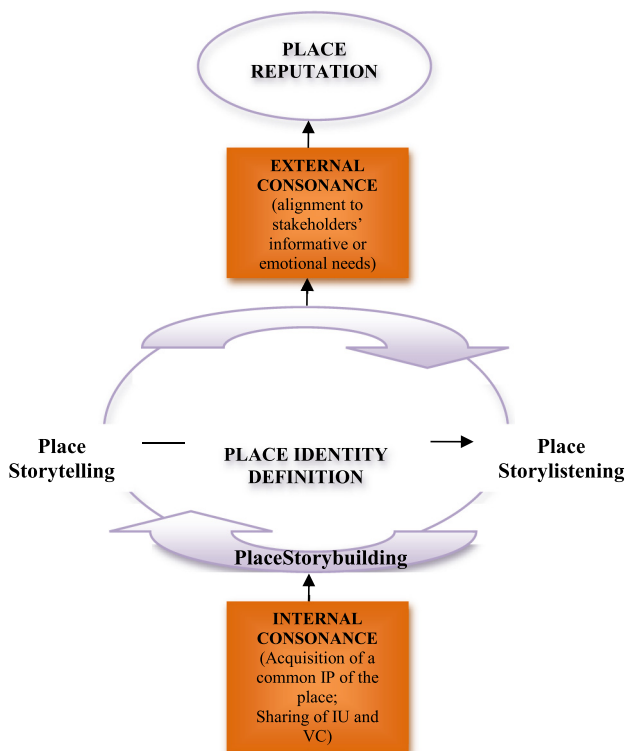 PLACE
REPUTATION
EXTERNAL
CONSONANCE
(alignment to
stakeholders’
informative or
emotional needs)
Place
Storytelling
PLACE IDENTITY
DEFINITION
Place
Storylistening
PlaceStorybuilding
INTERNAL
CONSONANCE
(Acquisition of a
common IP of the
place;
Sharing of IU and
VC)